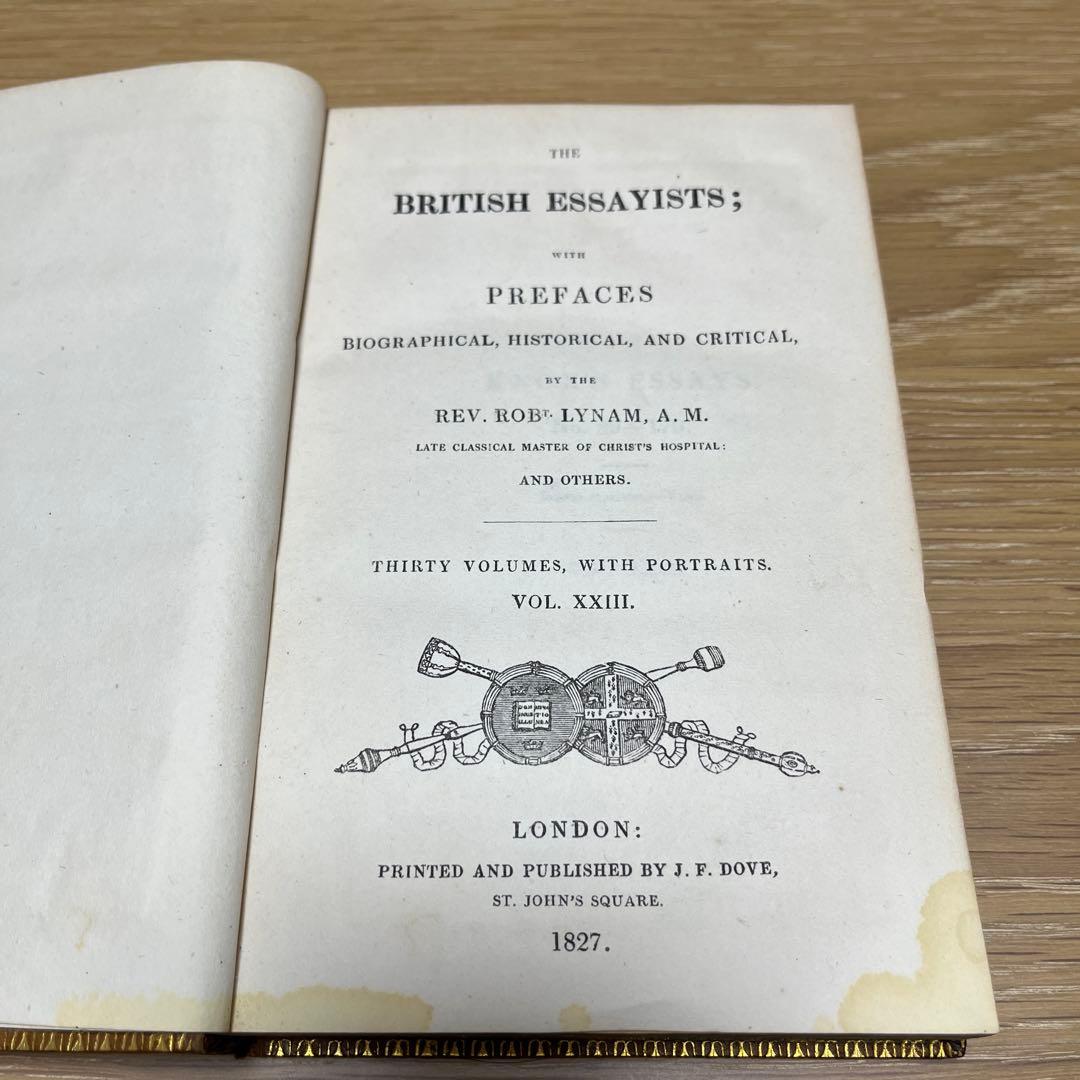 THE
BRITISH ESSAYISTS;
WITH
PREFACES
BIOGRAPHICAL, HISTORICAL, AND CRITICAL,
BY THE
REV. ROBT. LYNAM, A. M.
LATE CLASSICAL MASTER OF CHRIST'S HOSPITAL:
AND OTHERS.
THIRTY VOLUMES, WITH PORTRAITS.
VOL. XXIII.
LONDON:
PRINTED AND PUBLISHED BY J. F. DOVE,
ST. JOHN'S SQUARE.
1827.